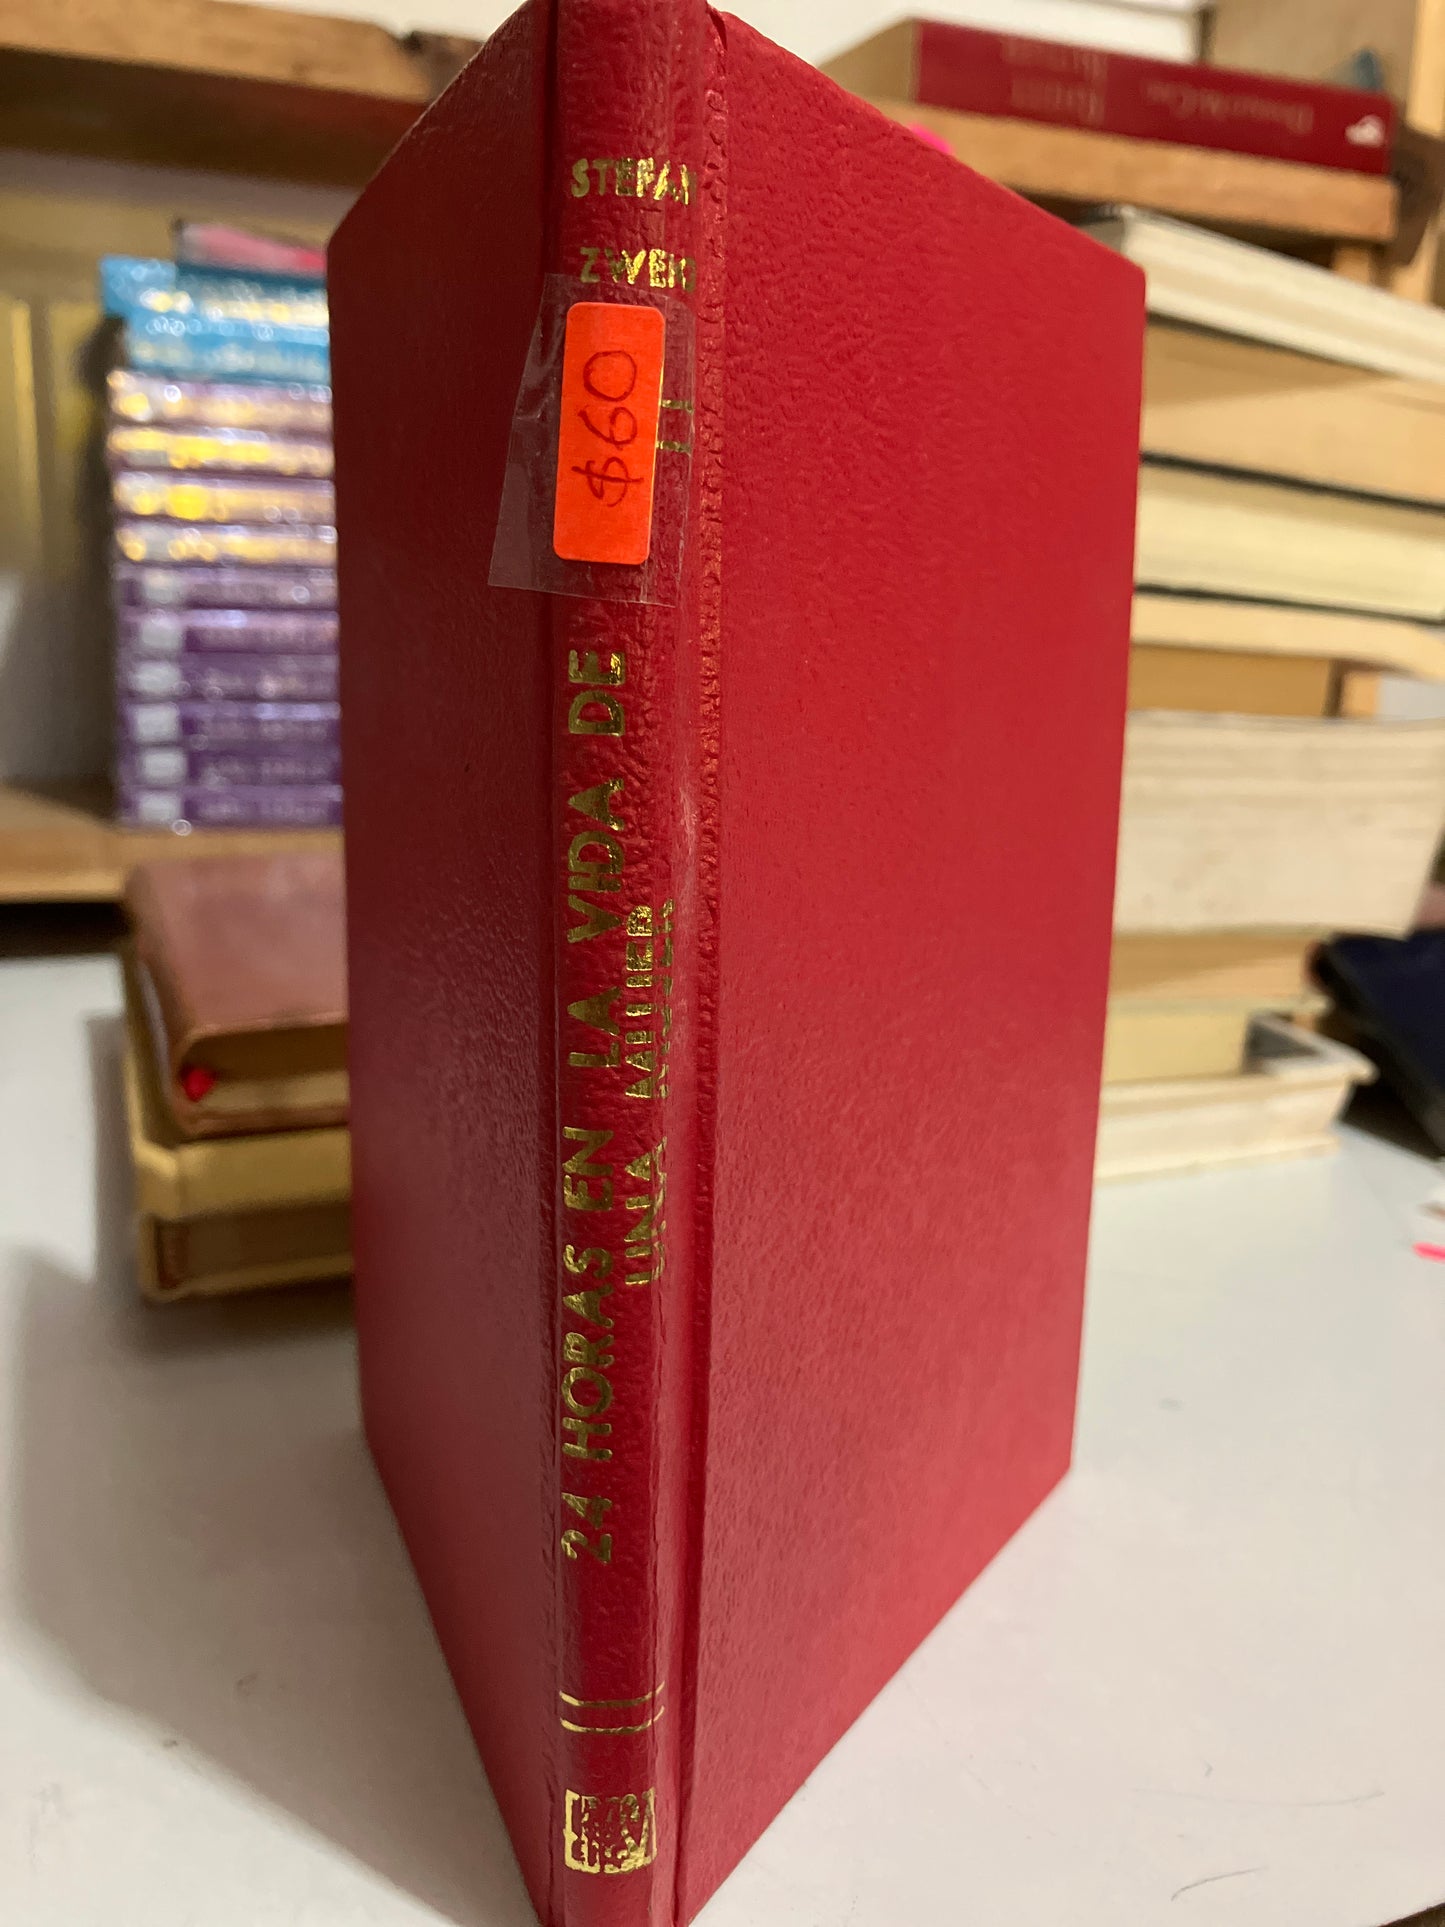 STEFAN
ZWEIG
$60
24 HORAS EN LA VIDA DE
UNA MUJER